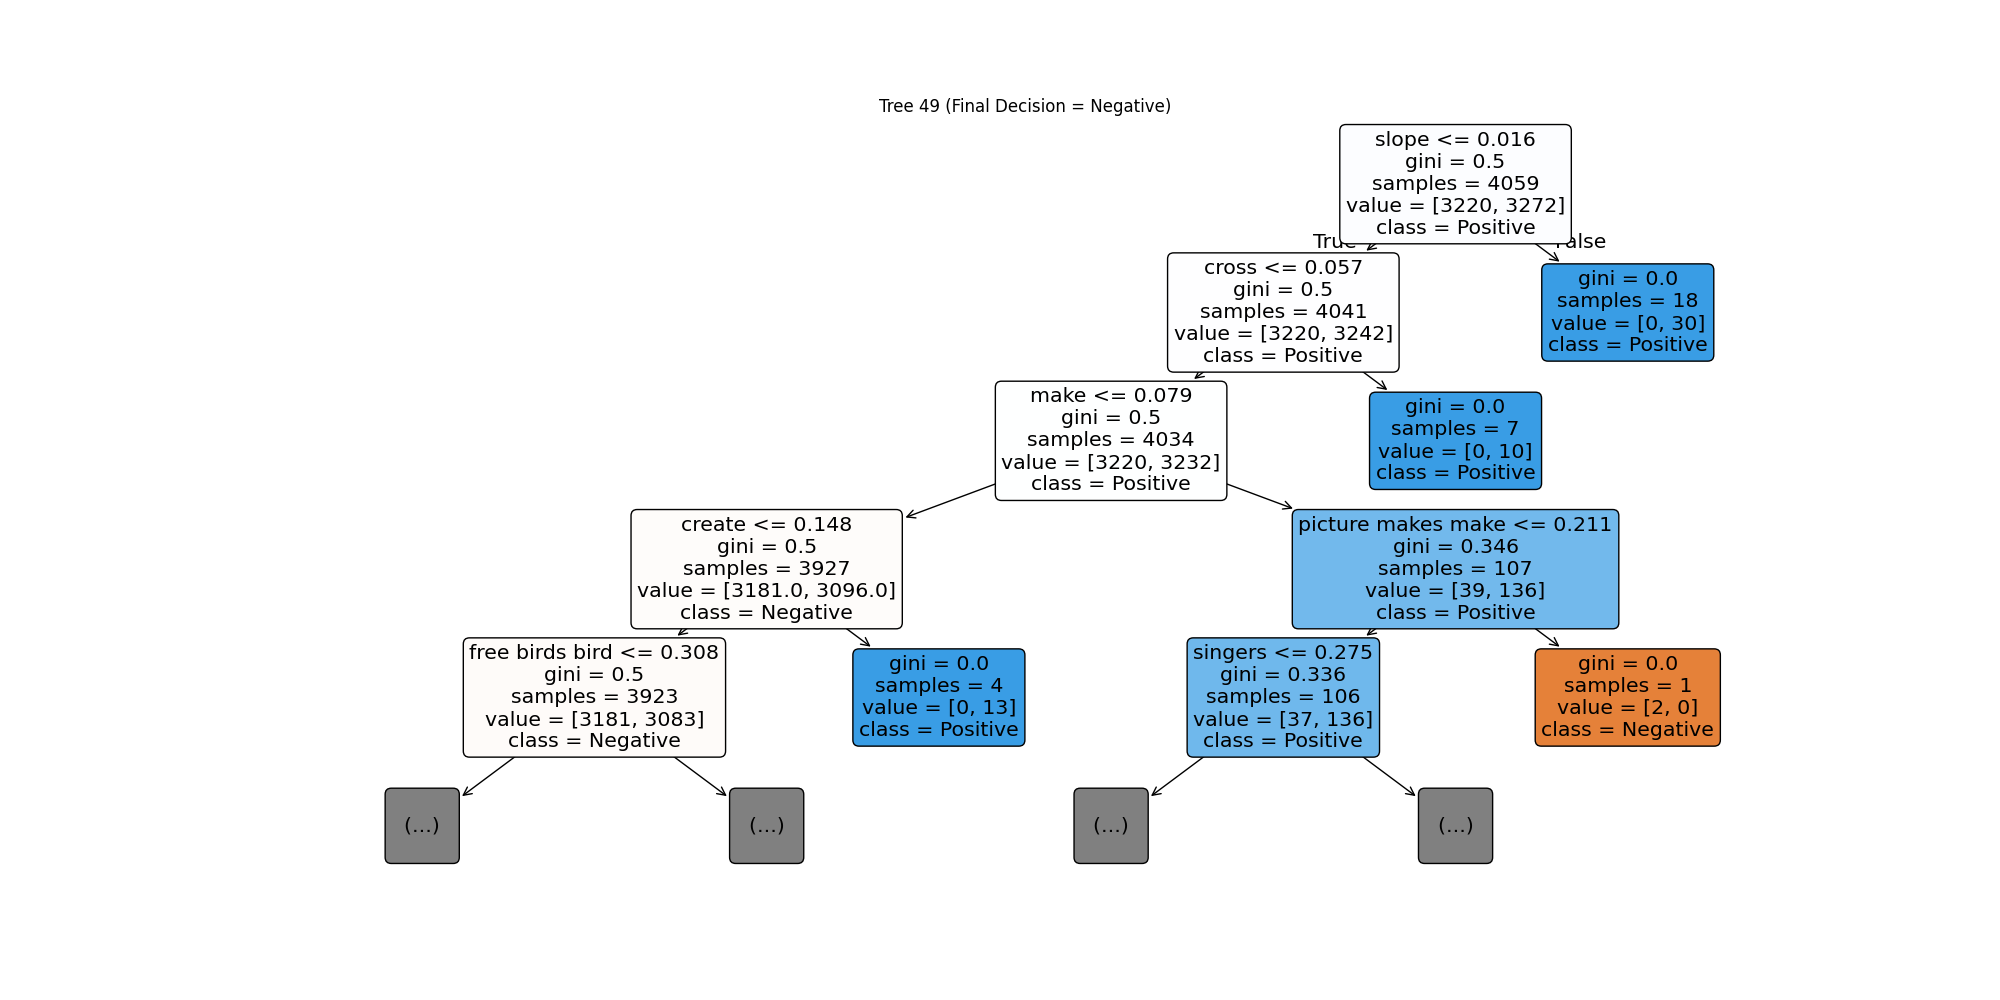 Tree 49 (Final Decision = Negative)
slope <= 0.016
gini = 0.5
samples = 4059
value = [3220, 3272]
class = Positive
True
False
cross <= 0.057
gini = 0.5
samples = 4041
value = [3220, 3242]
class = Positive
gini = 0.0
samples = 18
value = [0, 30]
class = Positive
make <= 0.079
gini = 0.5
samples = 4034
value = [3220, 3232]
class = Positive
gini = 0.0
samples = 7
value = [0, 10]
class = Positive
create <= 0.148
gini = 0.5
samples = 3927
value = [3181.0, 3096.0]
class = Negative
picture makes make <= 0.211
gini = 0.346
samples = 107
value = [39, 136]
class = Positive
free birds bird <= 0.308
gini = 0.5
samples = 3923
value = [3181, 3083]
class = Negative
gini = 0.0
samples = 4
value = [0, 13]
class = Positive
singers <= 0.275
gini = 0.336
samples = 106
value = [37, 136]
class = Positive
gini = 0.0
samples = 1
value = [2, 0]
class = Negative
(...)
(...)
(...)
(...)